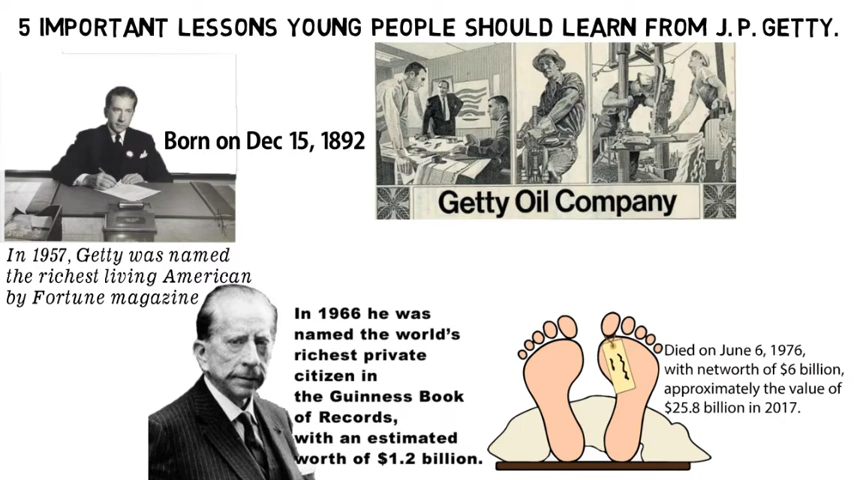 5 IMPORTANT LESSONS YOUNG PEOPLE SHOULD LEARN FROM J.P. GETTY.
Born on Dec 15, 1892
Getty Oil Company
In 1957, Getty was named
the richest living American
by Fortune magazine
In 1966 he was
named the world's
richest private
citizen in
the Guinness Book
of Records,
with an estimated
worth of $1.2 billion.
Died on June 6, 1976,
with networth of $6 billion,
approximately the value of
$25.8 billion in 2017.